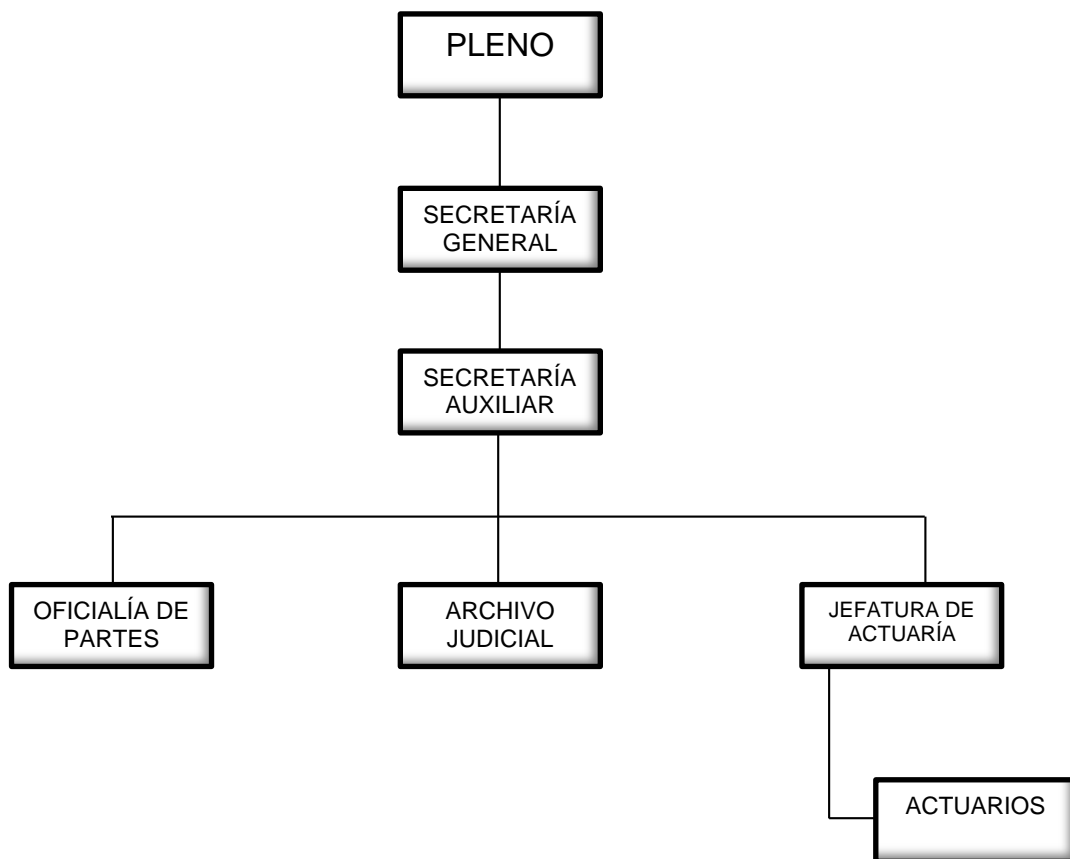 PLENO
SECRETARÍA
GENERAL
SECRETARÍA
AUXILIAR
OFICIALÍA DE
PARTES
ARCHIVO
JUDICIAL
JEFATURA DE
ACTUARÍA
ACTUARIOS